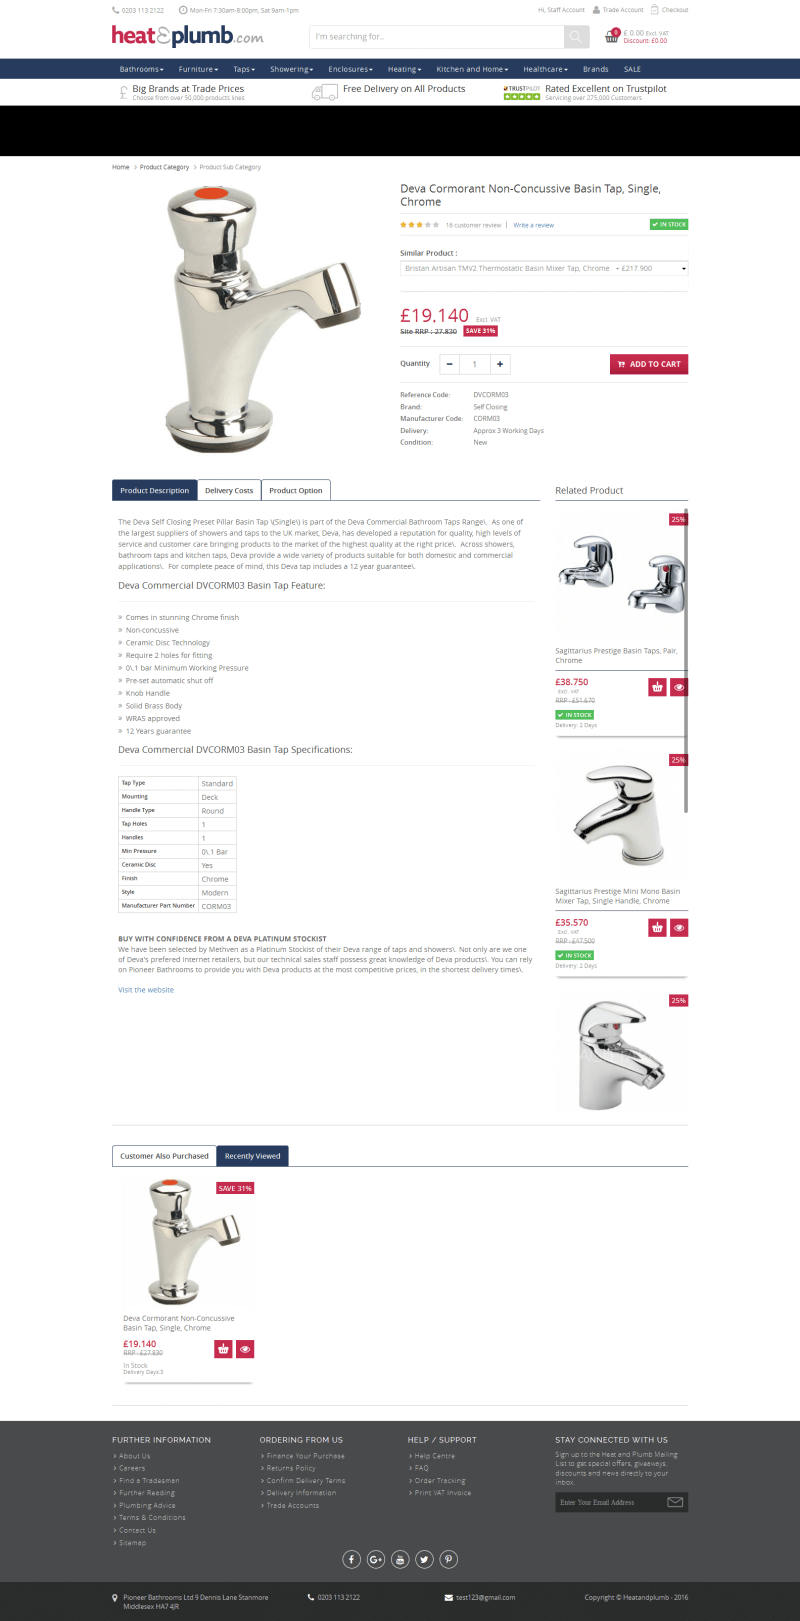 0203 113 2122 Mon-Fri 7:30am-8:00pm, Sat 9am-1pm Hi, Staff Account Trade Account Checkout
heat&plumb.com
I'm searching for..
0 £ 0.00 Excl. VAT
Discount: £0.00
Bathrooms Furniture Taps Showering Enclosures Heating Kitchen and Home Healthcare Brands SALE
Big Brands at Trade Prices
Choose from over 50,000 products lines
Free Delivery on All Products
TRUSTPILOT
Rated Excellent on Trustpilot
Servicing over 275,000 Customers
Home > Product Category > Product Sub Category
Deva Cormorant Non-Concussive Basin Tap, Single,
Chrome
18 customer review | Write a review IN STOCK
Similar Product :
Bristan Artisan TMV2 Thermostatic Basin Mixer Tap, Chrome + £217.900
£19.140 Excl. VAT
Site RRP : 27.830 SAVE 31%
Quantity - 1 + ADD TO CART
Reference Code: DVCORM03
Brand: Self Closing
Manufacturer Code: CORM03
Delivery: Approx 3 Working Days
Condition: New
Product Description Delivery Costs Product Option
The Deva Self Closing Preset Pillar Basin Tap \(Single\) is part of the Deva Commercial Bathroom Taps Range\. As one of
the largest suppliers of showers and taps to the UK market, Deva, has developed a reputation for quality, high levels of
service and customer care bringing products to the market of the highest quality at the right price\. Across showers,
bathroom taps and kitchen taps, Deva provide a wide variety of products suitable for both domestic and commercial
applications\. For complete peace of mind, this Deva tap includes a 12 year guarantee\.
Deva Commercial DVCORM03 Basin Tap Feature:
» Comes in stunning Chrome finish
» Non-concussive
» Ceramic Disc Technology
» Require 2 holes for fitting
» 0\.1 bar Minimum Working Pressure
» Pre-set automatic shut off
» Knob Handle
» Solid Brass Body
» WRAS approved
» 12 Years guarantee
Deva Commercial DVCORM03 Basin Tap Specifications:
Tap Type Standard
Mounting Deck
Handle Type Round
Tap Holes 1
Handles 1
Min Pressure 0\.1 Bar
Ceramic Disc Yes
Finish Chrome
Style Modern
Manufacturer Part Number CORM03
BUY WITH CONFIDENCE FROM A DEVA PLATINUM STOCKIST
We have been selected by Methven as a Platinum Stockist of their Deva range of taps and showers\. Not only are we one
of Deva's prefered Internet retailers, but our technical sales staff possess great knowledge of Deva products\. You can rely
on Pioneer Bathrooms to provide you with Deva products at the most competitive prices, in the shortest delivery times\.
Visit the website
Related Product
25%
Sagittarius Prestige Basin Taps, Pair,
Chrome
£38.750
Excl. VAT
RRP : £51.670
IN STOCK
Delivery: 2 Days
25%
Sagittarius Prestige Mini Mono Basin
Mixer Tap, Single Handle, Chrome
£35.570
Excl. VAT
RRP : £47.500
IN STOCK
Delivery: 2 Days
25%
Customer Also Purchased Recently Viewed
SAVE 31%
Deva Cormorant Non-Concussive
Basin Tap, Single, Chrome
£19.140
RRP : £27.830
In Stock
Delivery Days:3
FURTHER INFORMATION
> About Us
> Careers
> Find a Tradesman
> Further Reading
> Plumbing Advice
> Terms & Conditions
> Contact Us
> Sitemap
ORDERING FROM US
> Finance Your Purchase
> Returns Policy
> Confirm Delivery Terms
> Delivery Information
> Trade Accounts
HELP / SUPPORT
> Help Centre
> FAQ
> Order Tracking
> Print VAT Invoice
STAY CONNECTED WITH US
Sign up to the Heat and Plumb Mailing
List to get special offers, giveaways,
discounts and news directly to your
inbox.
Enter Your Email Address
Pioneer Bathrooms Ltd 9 Dennis Lane Stanmore
Middlesex HA7 4JR
0203 113 2122
test123@gmail.com
Copyright © Heatandplumb - 2016